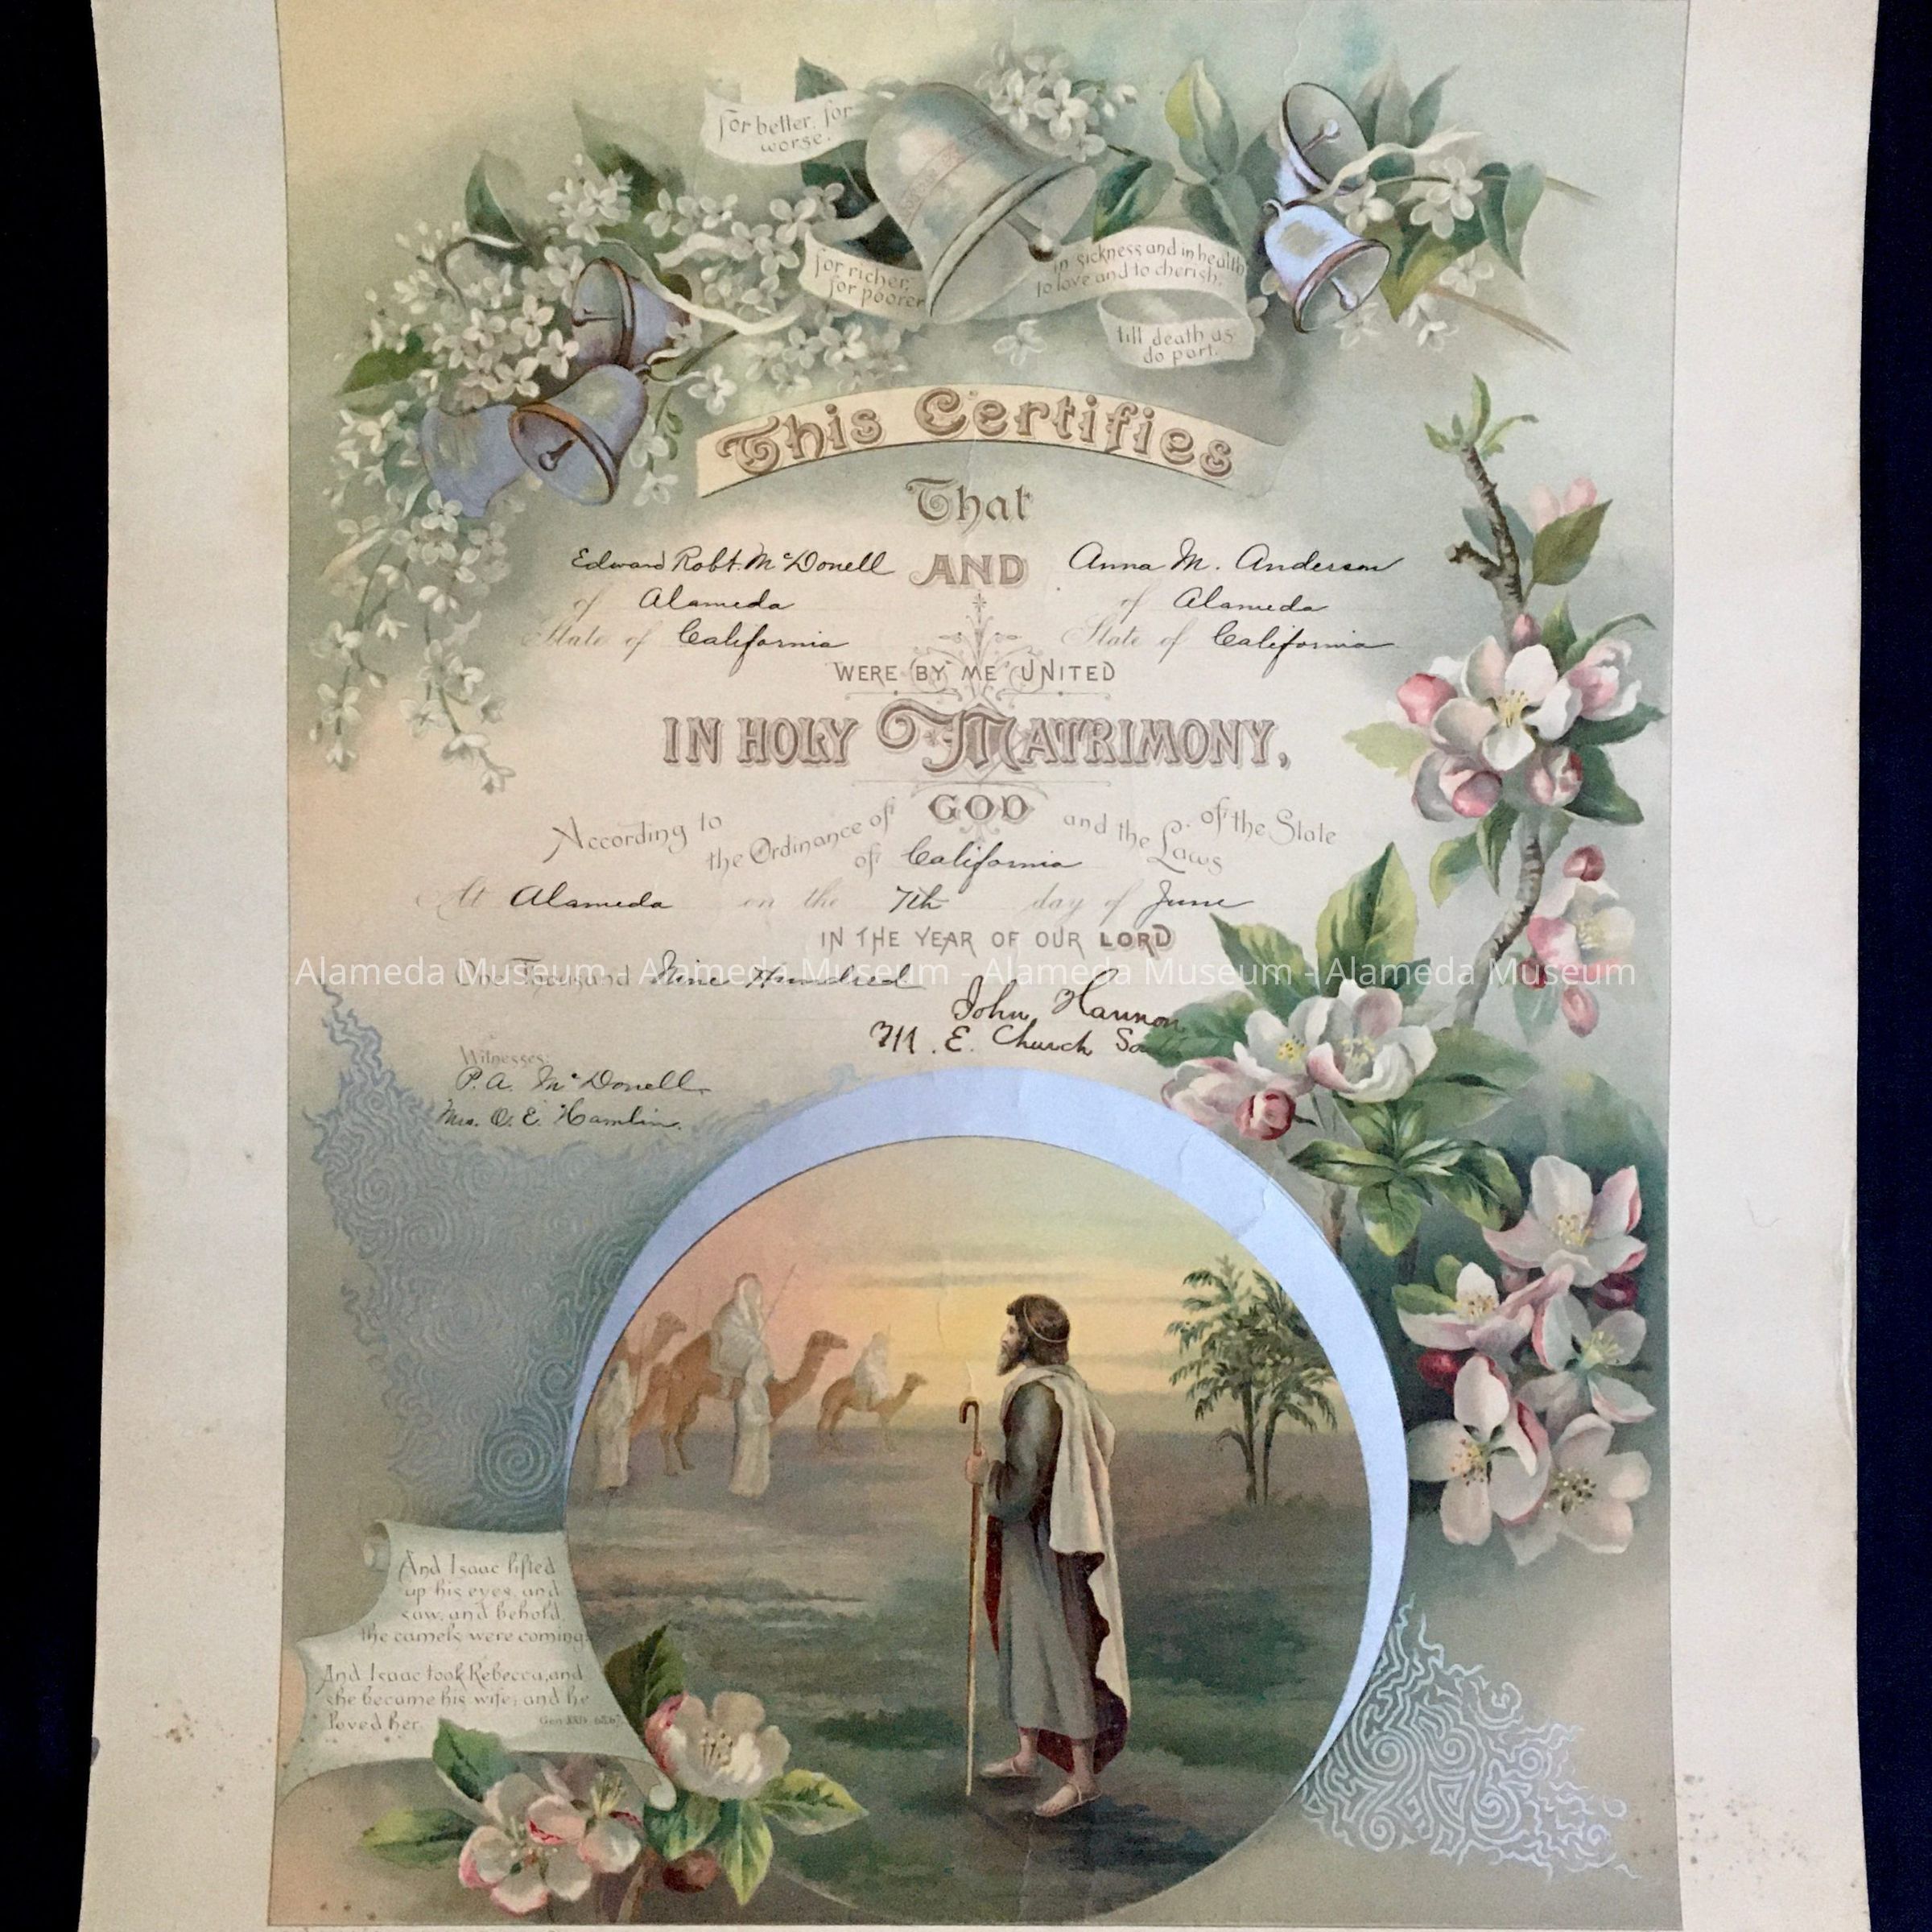 For better, for
worse.
for richer,
for poorer
in sickness and in health
to love and to cherish,
till death us
do part.
This Certifies
That
Edward Robt. McDonell AND Anna M. Anderson
of Alameda of Alameda
State of California State of California
WERE BY ME UNITED
IN HOLY MATRIMONY,
According to the Ordinance of GOD and the Laws of the State
of California
At Alameda on the 7th day of June
IN THE YEAR OF OUR LORD
One Thousand Nine Hundred
Alameda Museum - Alameda Museum - Alameda Museum - Alameda Museum
John Hannon
M. E. Church
Witnesses:
P. A. McDonell
Mrs. O. E. Hamlin.
And Isaac lifted
up his eyes, and
saw, and behold,
the camels were coming.
And Isaac took Rebecca, and
she became his wife; and he
loved her.
Gen XXIV.